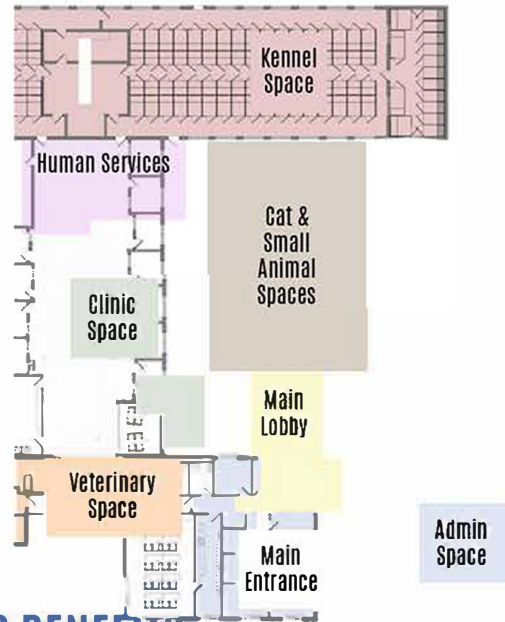 Kennel
Space
Human Services
Cat &
Small
Animal
Spaces
Clinic
Space
Main
Lobby
Veterinary
Space
Admin
Space
Main
Entrance